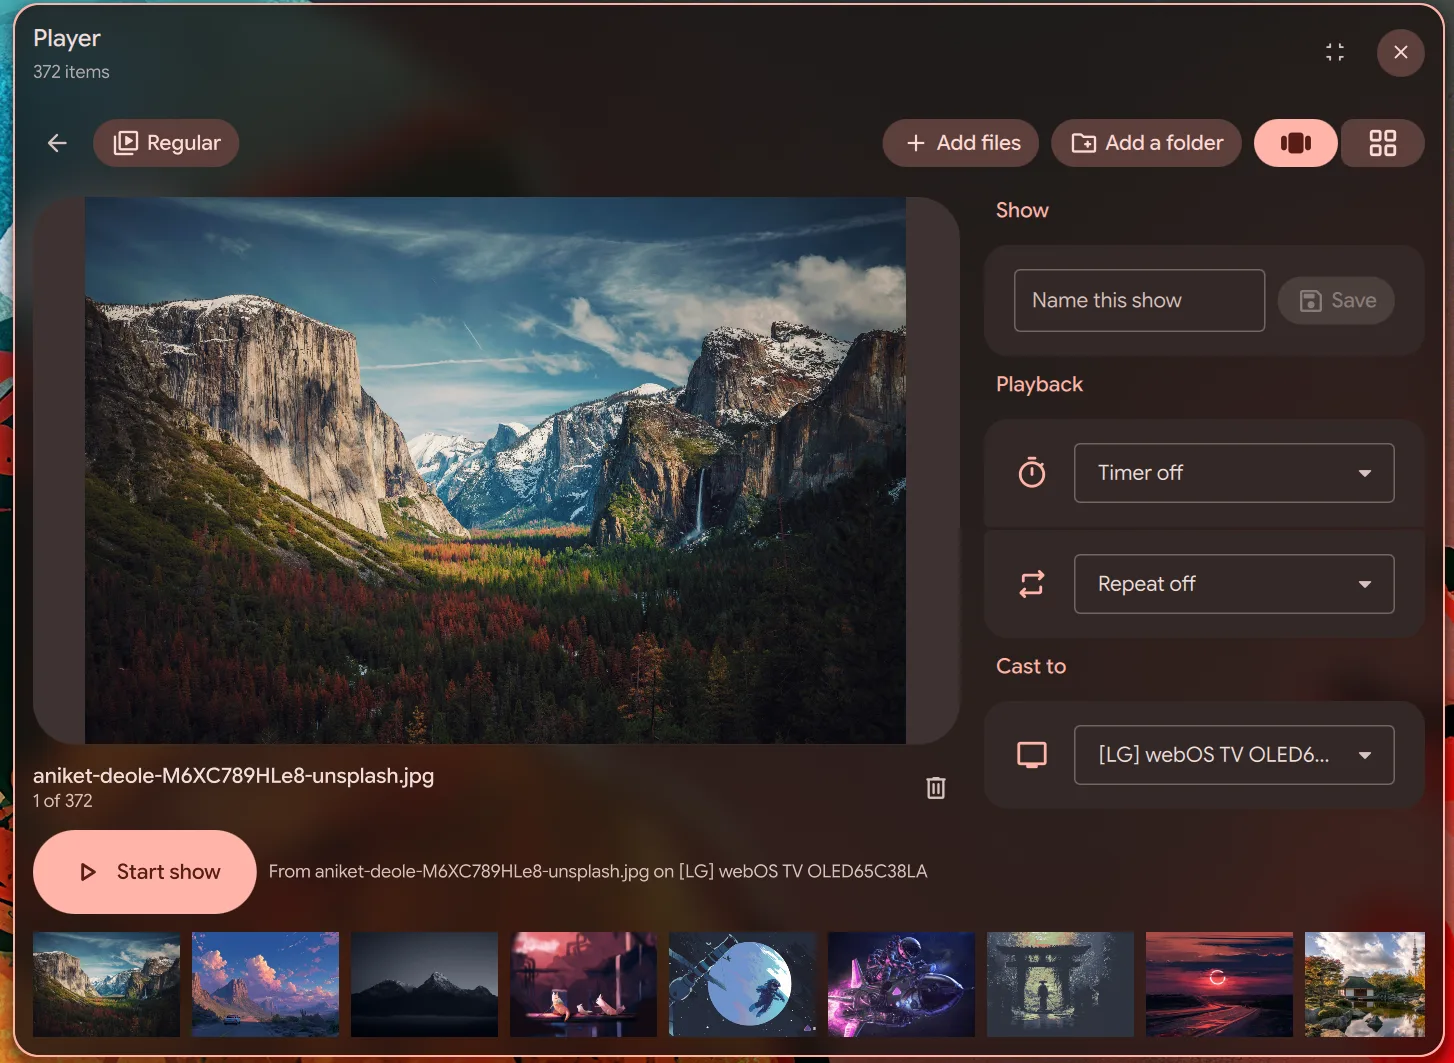 Player
372 items
Regular
Add files
Add a folder
Show
Name this show
Save
Playback
Timer off
Repeat off
Cast to
[LG] webOS TV OLED6...
aniket-deole-M6XC789HLe8-unsplash.jpg
1 of 372
Start show
From aniket-deole-M6XC789HLe8-unsplash.jpg on [LG] webOS TV OLED65C38LA